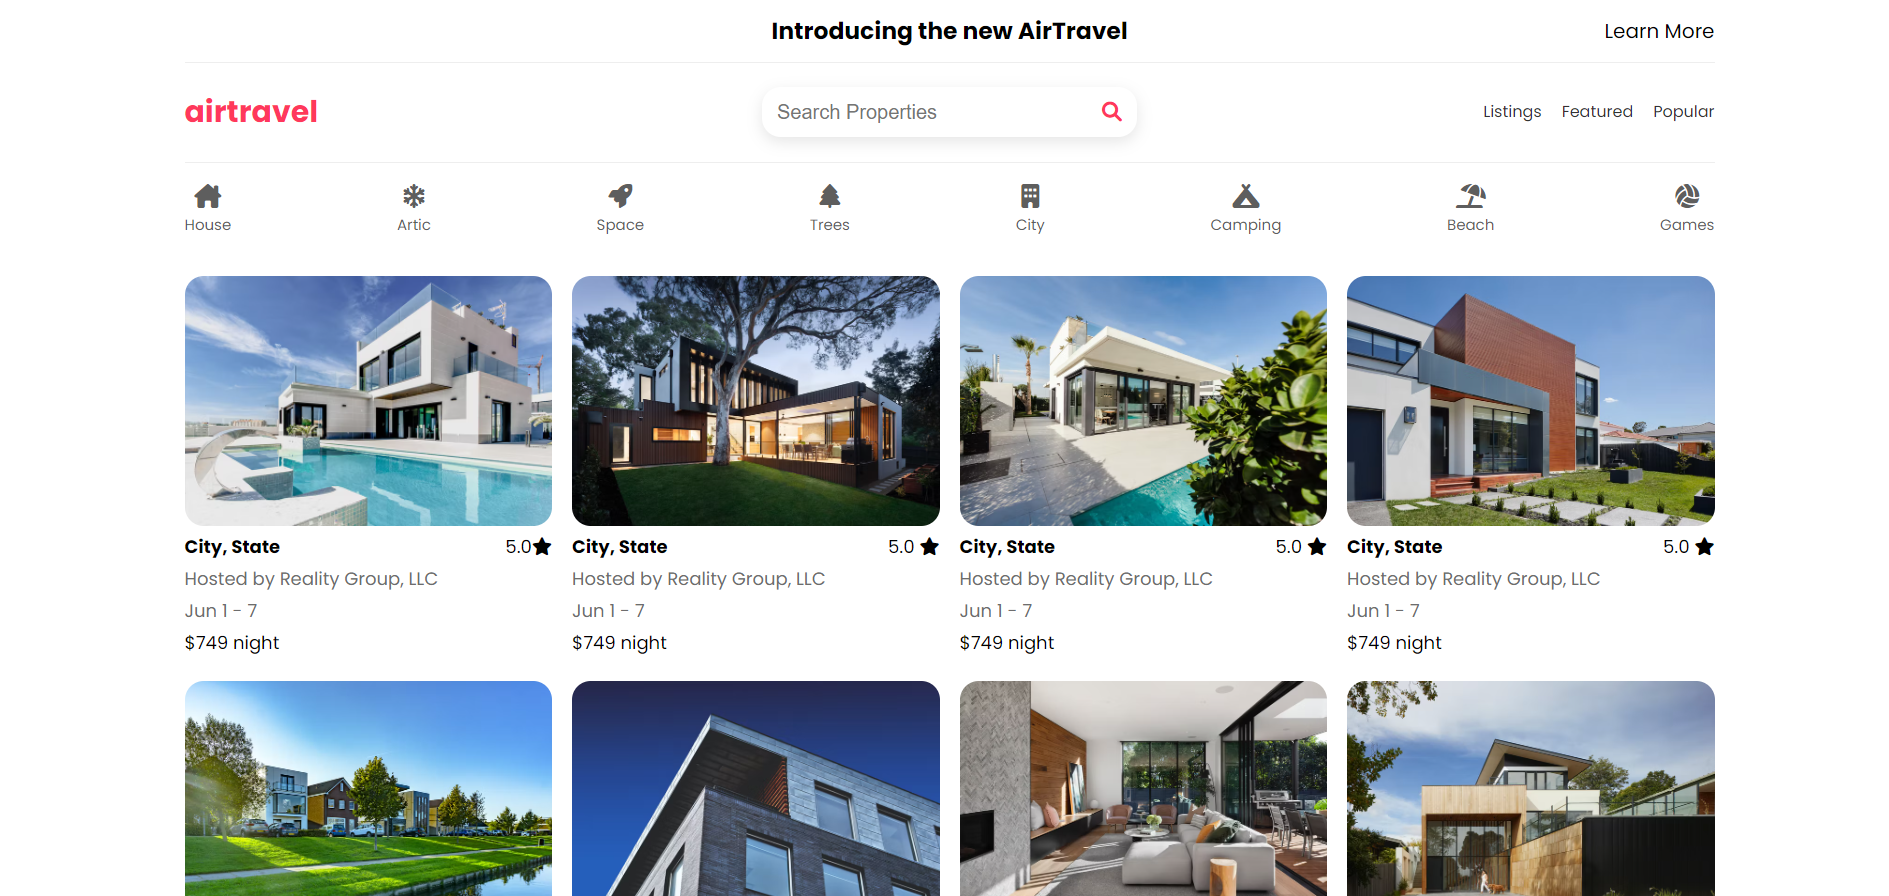 Introducing the new AirTravel
Learn More
airtravel
Search Properties
Listings Featured Popular
House Artic Space Trees City Camping Beach Games
City, State 5.0 City, State 5.0 City, State 5.0 City, State 5.0
Hosted by Reality Group, LLC Hosted by Reality Group, LLC Hosted by Reality Group, LLC Hosted by Reality Group, LLC
Jun 1 - 7 Jun 1 - 7 Jun 1 - 7 Jun 1 - 7
$749 night $749 night $749 night $749 night